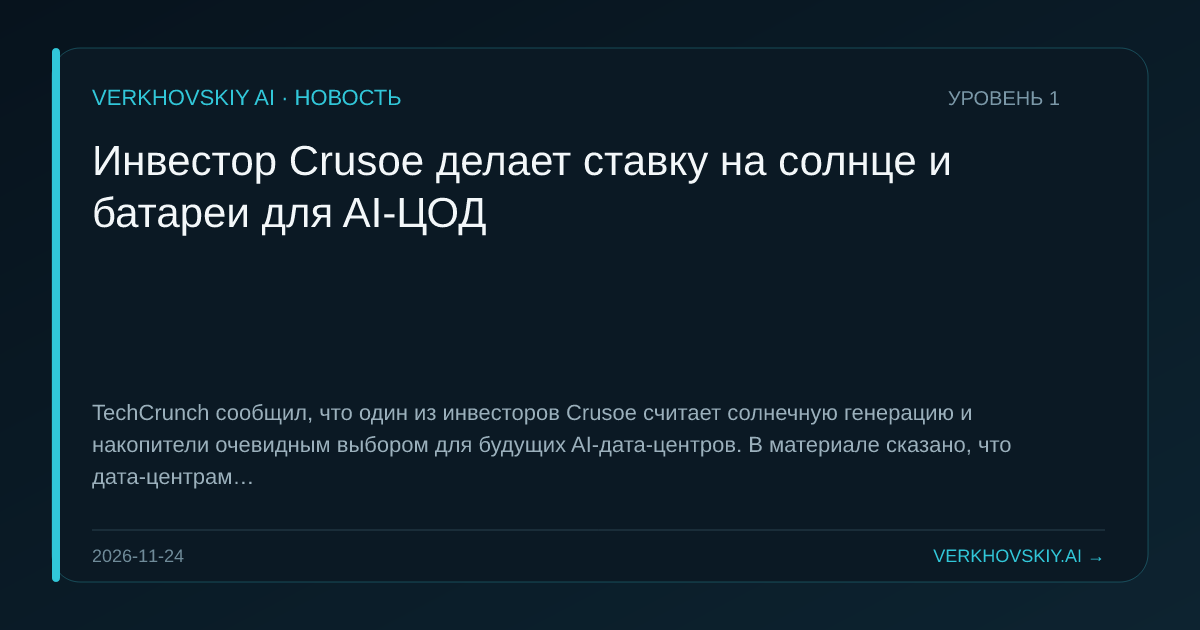 VERKHOVSKIY AI · НОВОСТЬ
УРОВЕНЬ 1
Инвестор Crusoe делает ставку на солнце и
батареи для AI-ЦОД
TechCrunch сообщил, что один из инвесторов Crusoe считает солнечную генерацию и
накопители очевидным выбором для будущих AI-дата-центров. В материале сказано, что
дата-центрам…
2026-11-24
VERKHOVSKIY.AI →